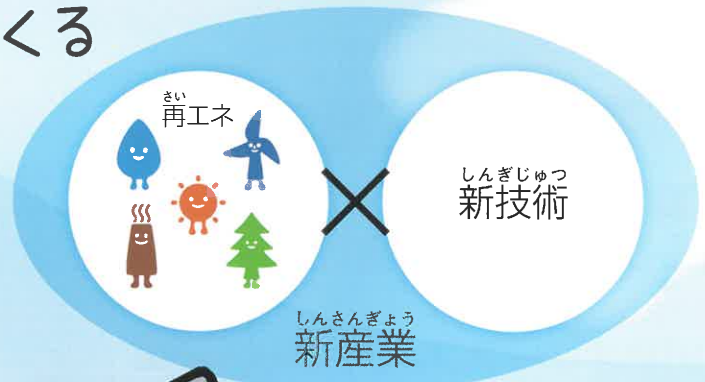 くる
さい
再エネ
×
しんぎじゅつ
新技術
しんさんぎょう
新産業